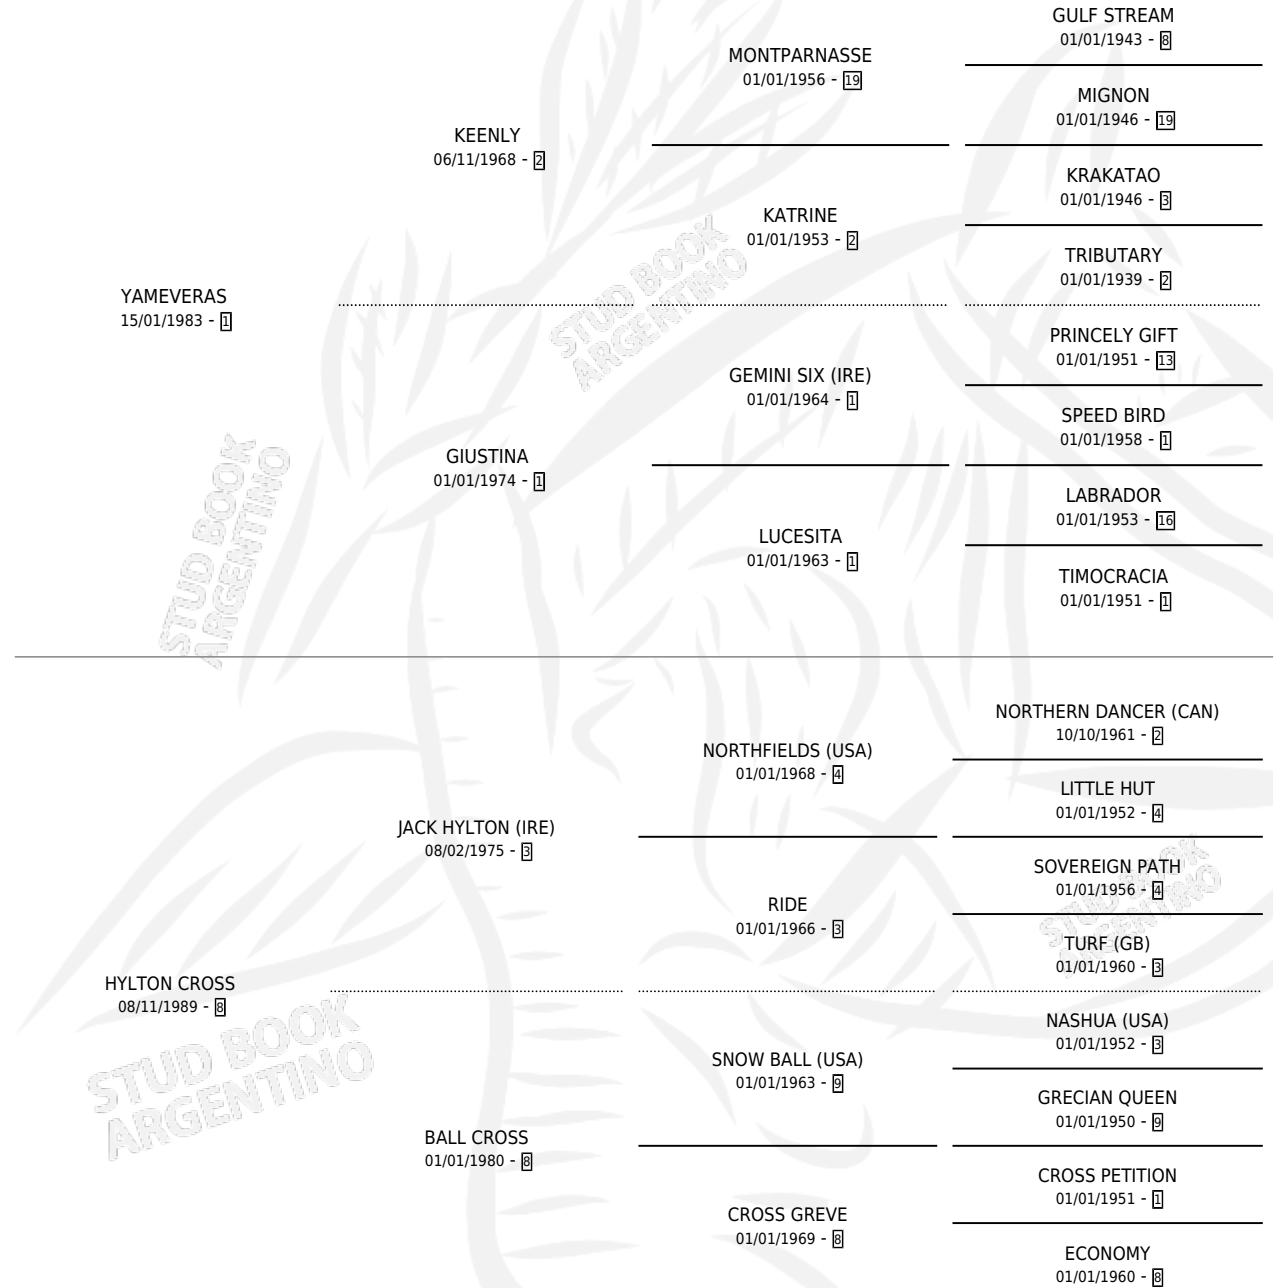 GULF STREAM
01/01/1943 - 8
MONTPARNASSE
01/01/1956 - 19
MIGNON
01/01/1946 - 19
KEENLY
06/11/1968 - 2
KRAKATAO
01/01/1946 - 3
KATRINE
01/01/1953 - 2
TRIBUTARY
01/01/1939 - 2
YAMEVERAS
15/01/1983 - 1
PRINCELY GIFT
01/01/1951 - 13
GEMINI SIX (IRE)
01/01/1964 - 1
SPEED BIRD
01/01/1958 - 1
GIUSTINA
01/01/1974 - 1
LABRADOR
01/01/1953 - 16
LUCESITA
01/01/1963 - 1
TIMOCRACIA
01/01/1951 - 1
STUD BOOK
ARGENTINO
STUD BOOK
ARGENTINO
NORTHERN DANCER (CAN)
10/10/1961 - 2
NORTHFIELDS (USA)
01/01/1968 - 4
LITTLE HUT
01/01/1952 - 4
JACK HYLTON (IRE)
08/02/1975 - 3
SOVEREIGN PATH
01/01/1956 - 4
RIDE
01/01/1966 - 3
TURF (GB)
01/01/1960 - 3
HYLTON CROSS
08/11/1989 - 8
NASHUA (USA)
01/01/1952 - 3
SNOW BALL (USA)
01/01/1963 - 9
GRECIAN QUEEN
01/01/1950 - 9
BALL CROSS
01/01/1980 - 8
CROSS PETITION
01/01/1951 - 1
CROSS GREVE
01/01/1969 - 8
ECONOMY
01/01/1960 - 8
STUD BOOK
ARGENTINO
STUD BOOK
ARGENTINO